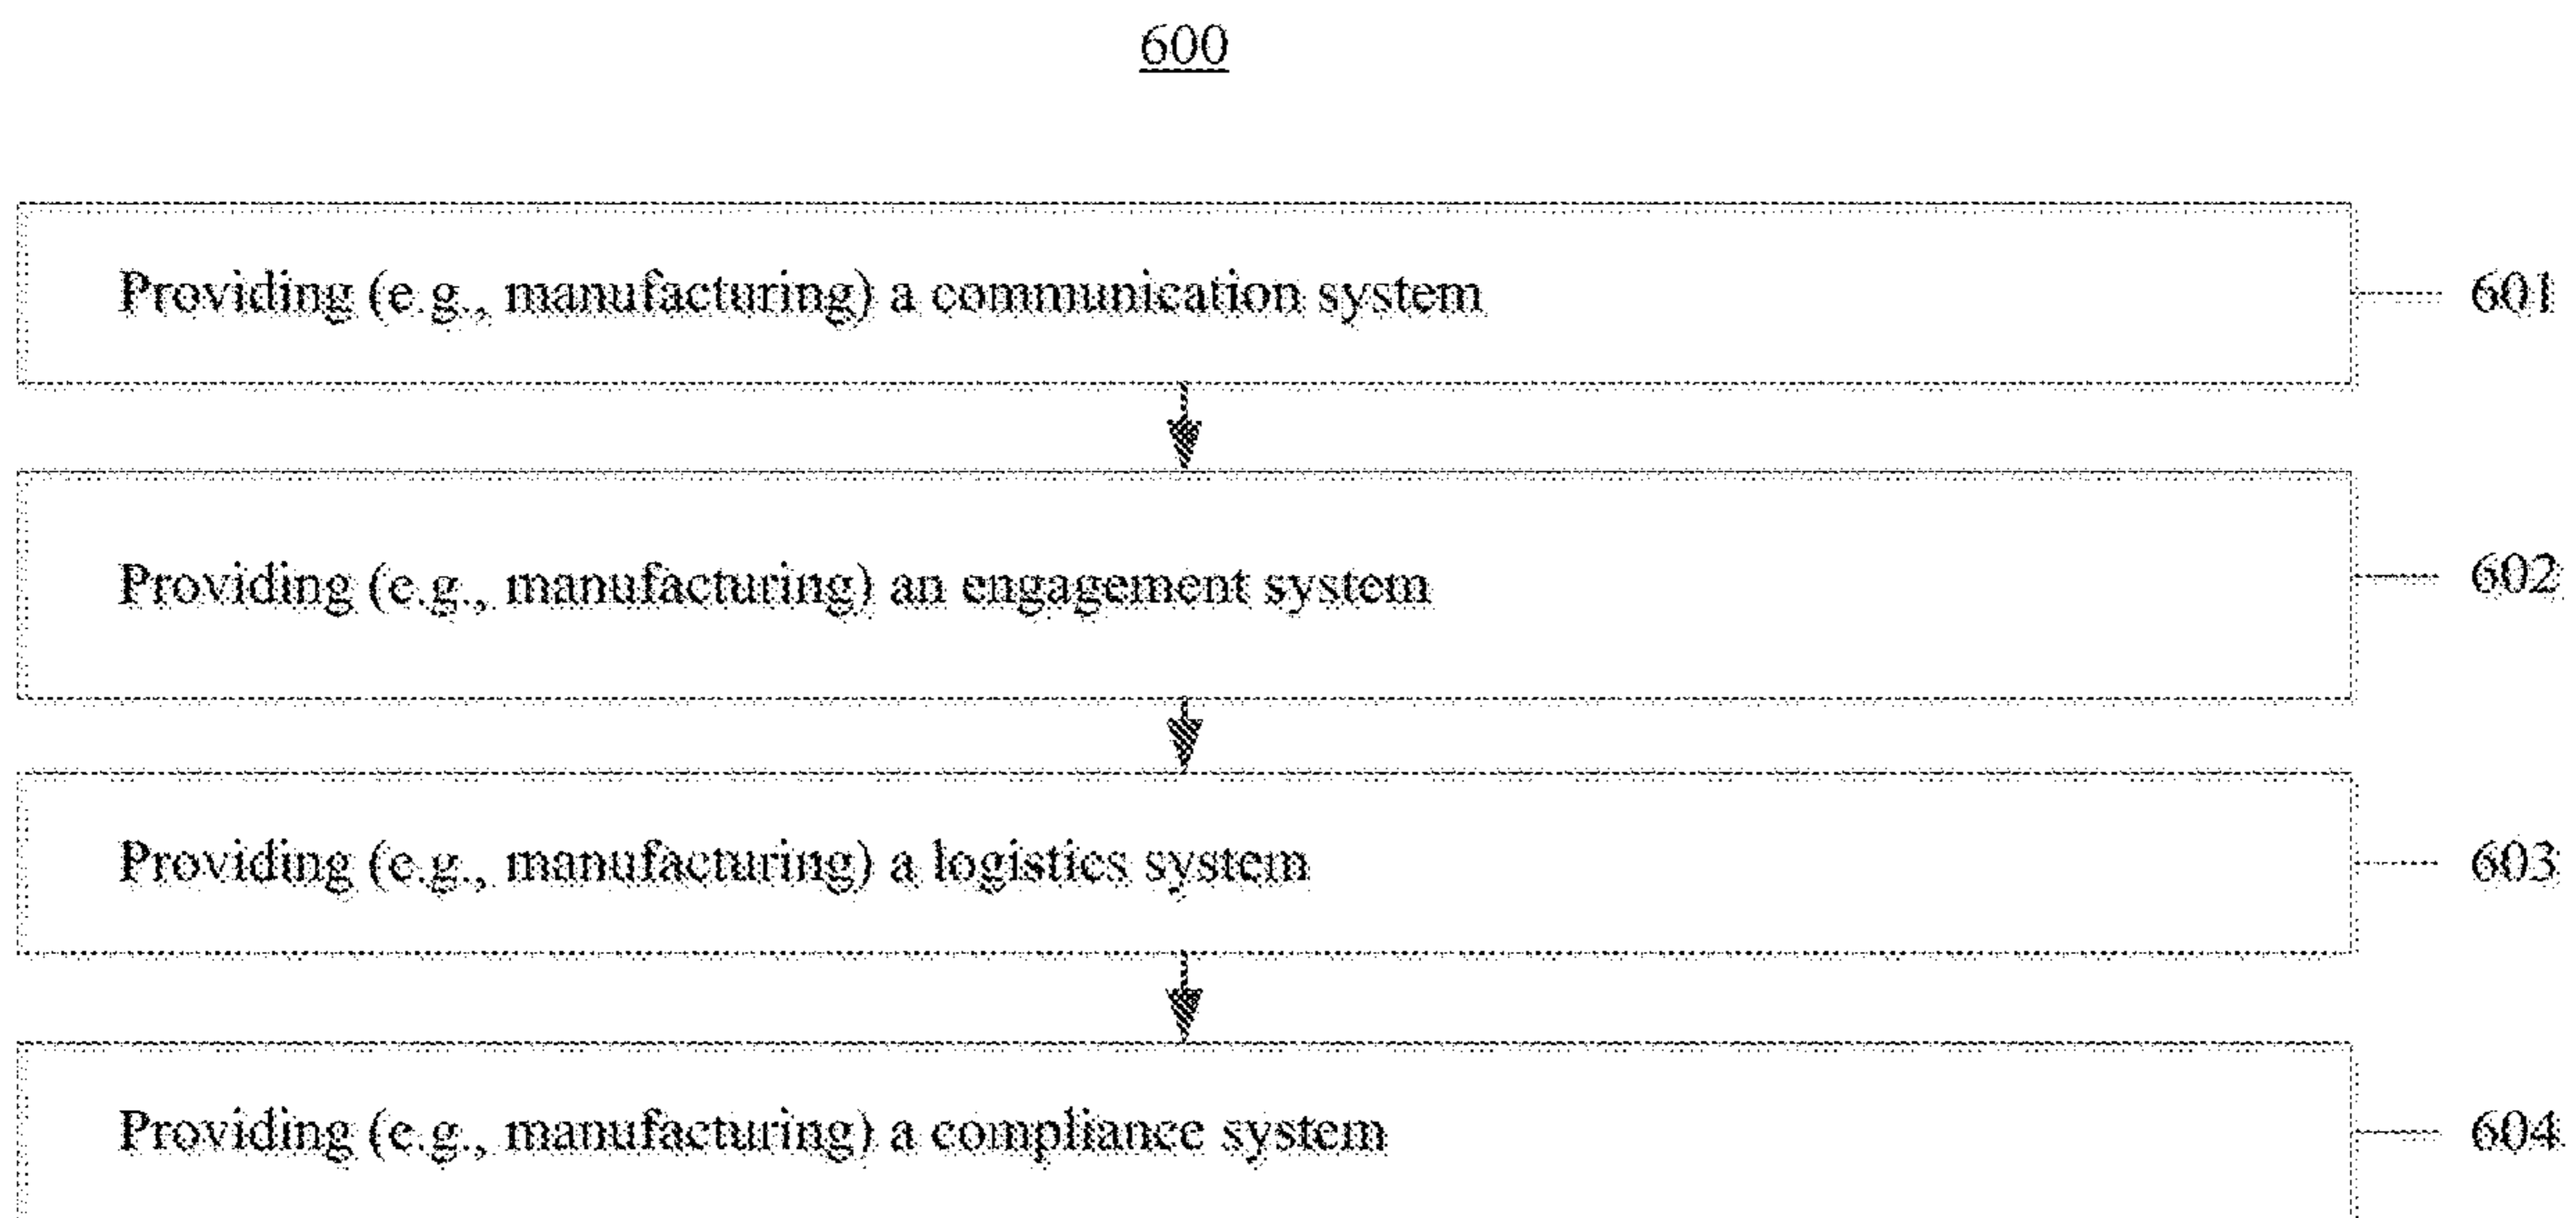 600
Providing (e.g., manufacturing) a communication system
601
Providing (e.g., manufacturing) an engagement system
602
Providing (e.g., manufacturing) a logistics system
603
Providing (e.g., manufacturing) a compliance system
604